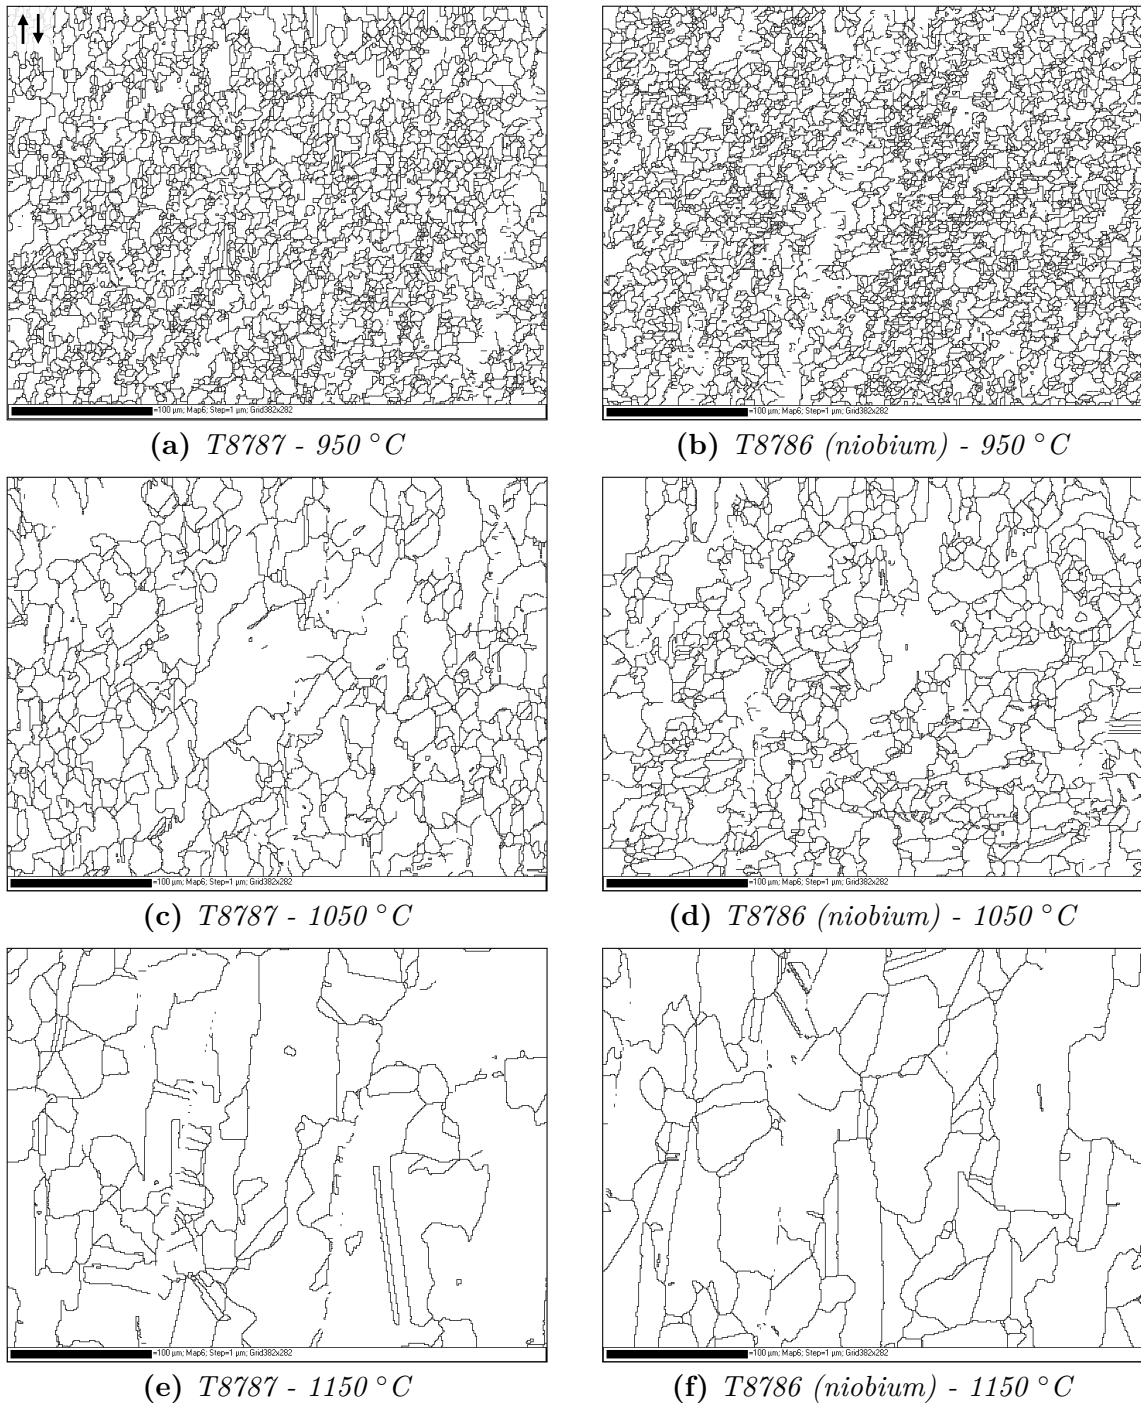 =100 µm; Map6; Step=1 µm; Grid382x282
=100 µm; Map6; Step=1 µm; Grid382x282
(a) T8787 - 950 °C
(b) T8786 (niobium) - 950 °C
=100 µm; Map6; Step=1 µm; Grid382x282
=100 µm; Map6; Step=1 µm; Grid382x282
(c) T8787 - 1050 °C
(d) T8786 (niobium) - 1050 °C
=100 µm; Map6; Step=1 µm; Grid382x282
=100 µm; Map6; Step=1 µm; Grid382x282
(e) T8787 - 1150 °C
(f) T8786 (niobium) - 1150 °C